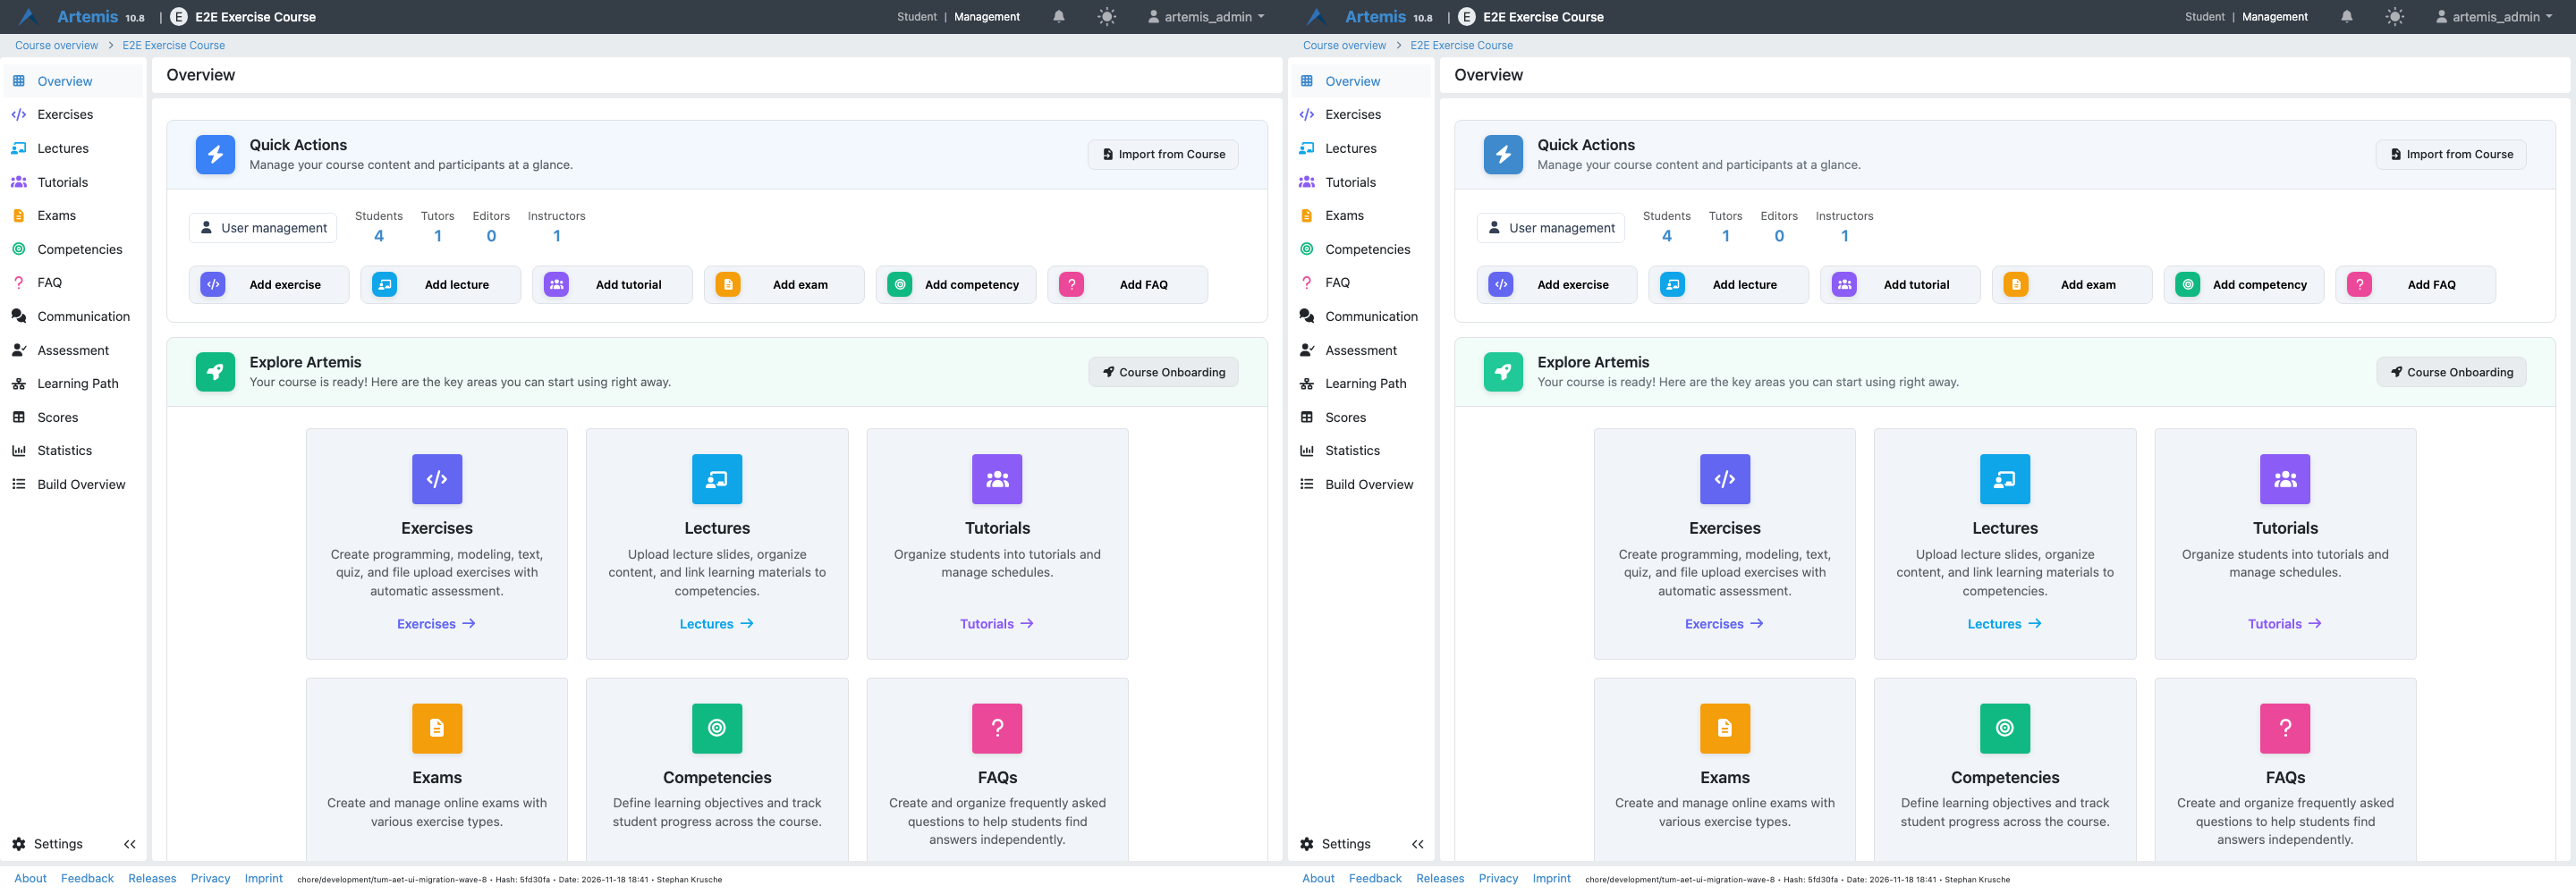 Artemis 10.8 | E E2E Exercise Course
Student | Management
artemis_admin
Course overview > E2E Exercise Course
Overview
Exercises
Lectures
Tutorials
Exams
Competencies
FAQ
Communication
Assessment
Learning Path
Scores
Statistics
Build Overview
Settings
Overview
Quick Actions
Manage your course content and participants at a glance.
Import from Course
User management
Students Tutors Editors Instructors
4 1 0 1
Add exercise
Add lecture
Add tutorial
Add exam
Add competency
? Add FAQ
Explore Artemis
Your course is ready! Here are the key areas you can start using right away.
Course Onboarding
Exercises
Create programming, modeling, text,
quiz, and file upload exercises with
automatic assessment.
Exercises →
Lectures
Upload lecture slides, organize
content, and link learning materials to
competencies.
Lectures →
Tutorials
Organize students into tutorials and
manage schedules.
Tutorials →
Exams
Create and manage online exams with
various exercise types.
Competencies
Define learning objectives and track
student progress across the course.
?
FAQs
Create and organize frequently asked
questions to help students find
answers independently.
About Feedback Releases Privacy Imprint
chore/development/tum-aet-ui-migration-wave-8 • Hash: 5fd30fa • Date: 2026-11-18 18:41 • Stephan Krusche
Artemis 10.8 | E E2E Exercise Course
Student | Management
artemis_admin
Course overview > E2E Exercise Course
Overview
Exercises
Lectures
Tutorials
Exams
Competencies
FAQ
Communication
Assessment
Learning Path
Scores
Statistics
Build Overview
Settings
Overview
Quick Actions
Manage your course content and participants at a glance.
Import from Course
User management
Students Tutors Editors Instructors
4 1 0 1
Add exercise
Add lecture
Add tutorial
Add exam
Add competency
? Add FAQ
Explore Artemis
Your course is ready! Here are the key areas you can start using right away.
Course Onboarding
Exercises
Create programming, modeling, text,
quiz, and file upload exercises with
automatic assessment.
Exercises →
Lectures
Upload lecture slides, organize
content, and link learning materials to
competencies.
Lectures →
Tutorials
Organize students into tutorials and
manage schedules.
Tutorials →
Exams
Create and manage online exams with
various exercise types.
Competencies
Define learning objectives and track
student progress across the course.
?
FAQs
Create and organize frequently asked
questions to help students find
answers independently.
About Feedback Releases Privacy Imprint
chore/development/tum-aet-ui-migration-wave-8 • Hash: 5fd30fa • Date: 2026-11-18 18:41 • Stephan Krusche